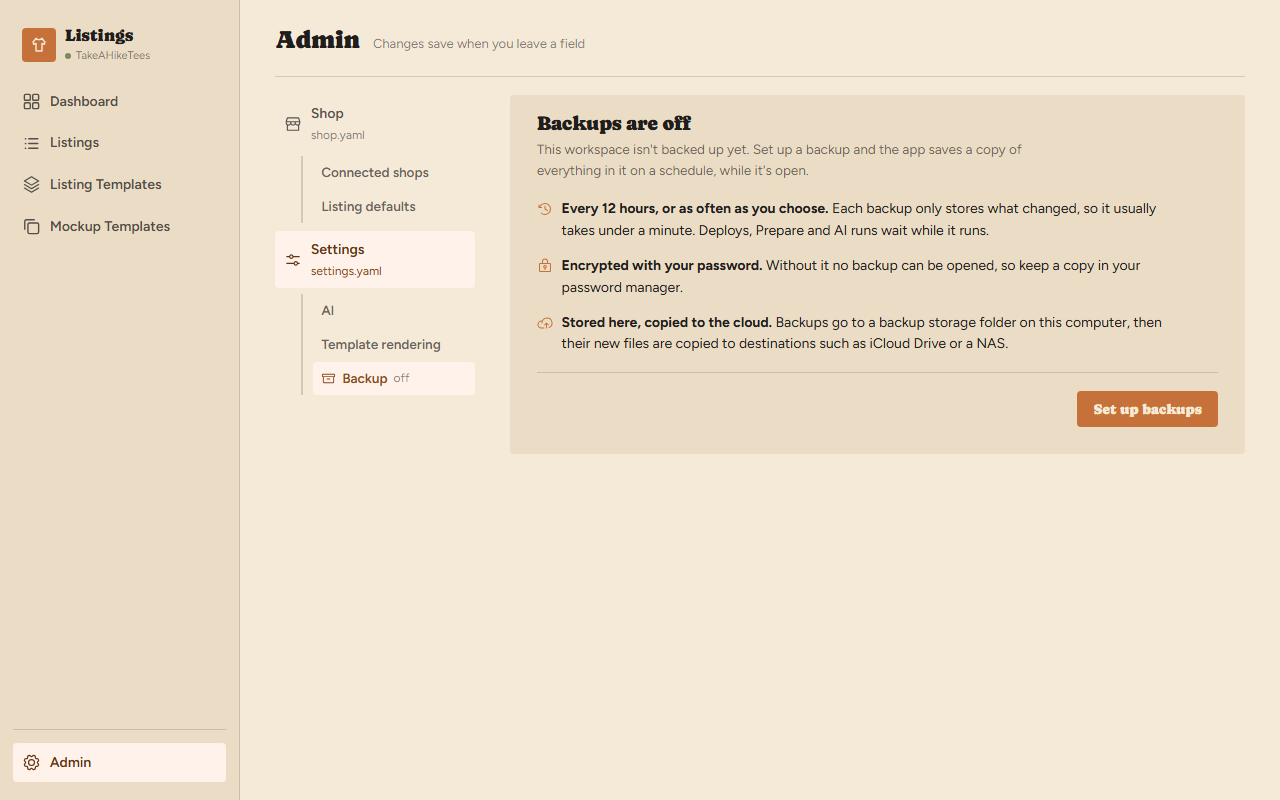 Listings
TakeAHikeTees
Dashboard
Listings
Listing Templates
Mockup Templates
Admin
Admin
Changes save when you leave a field
Shop
shop.yaml
Connected shops
Listing defaults
Settings
settings.yaml
AI
Template rendering
Backup off
Backups are off
This workspace isn't backed up yet. Set up a backup and the app saves a copy of
everything in it on a schedule, while it's open.
Every 12 hours, or as often as you choose. Each backup only stores what changed, so it usually
takes under a minute. Deploys, Prepare and AI runs wait while it runs.
Encrypted with your password. Without it no backup can be opened, so keep a copy in your
password manager.
Stored here, copied to the cloud. Backups go to a backup storage folder on this computer, then
their new files are copied to destinations such as iCloud Drive or a NAS.
Set up backups